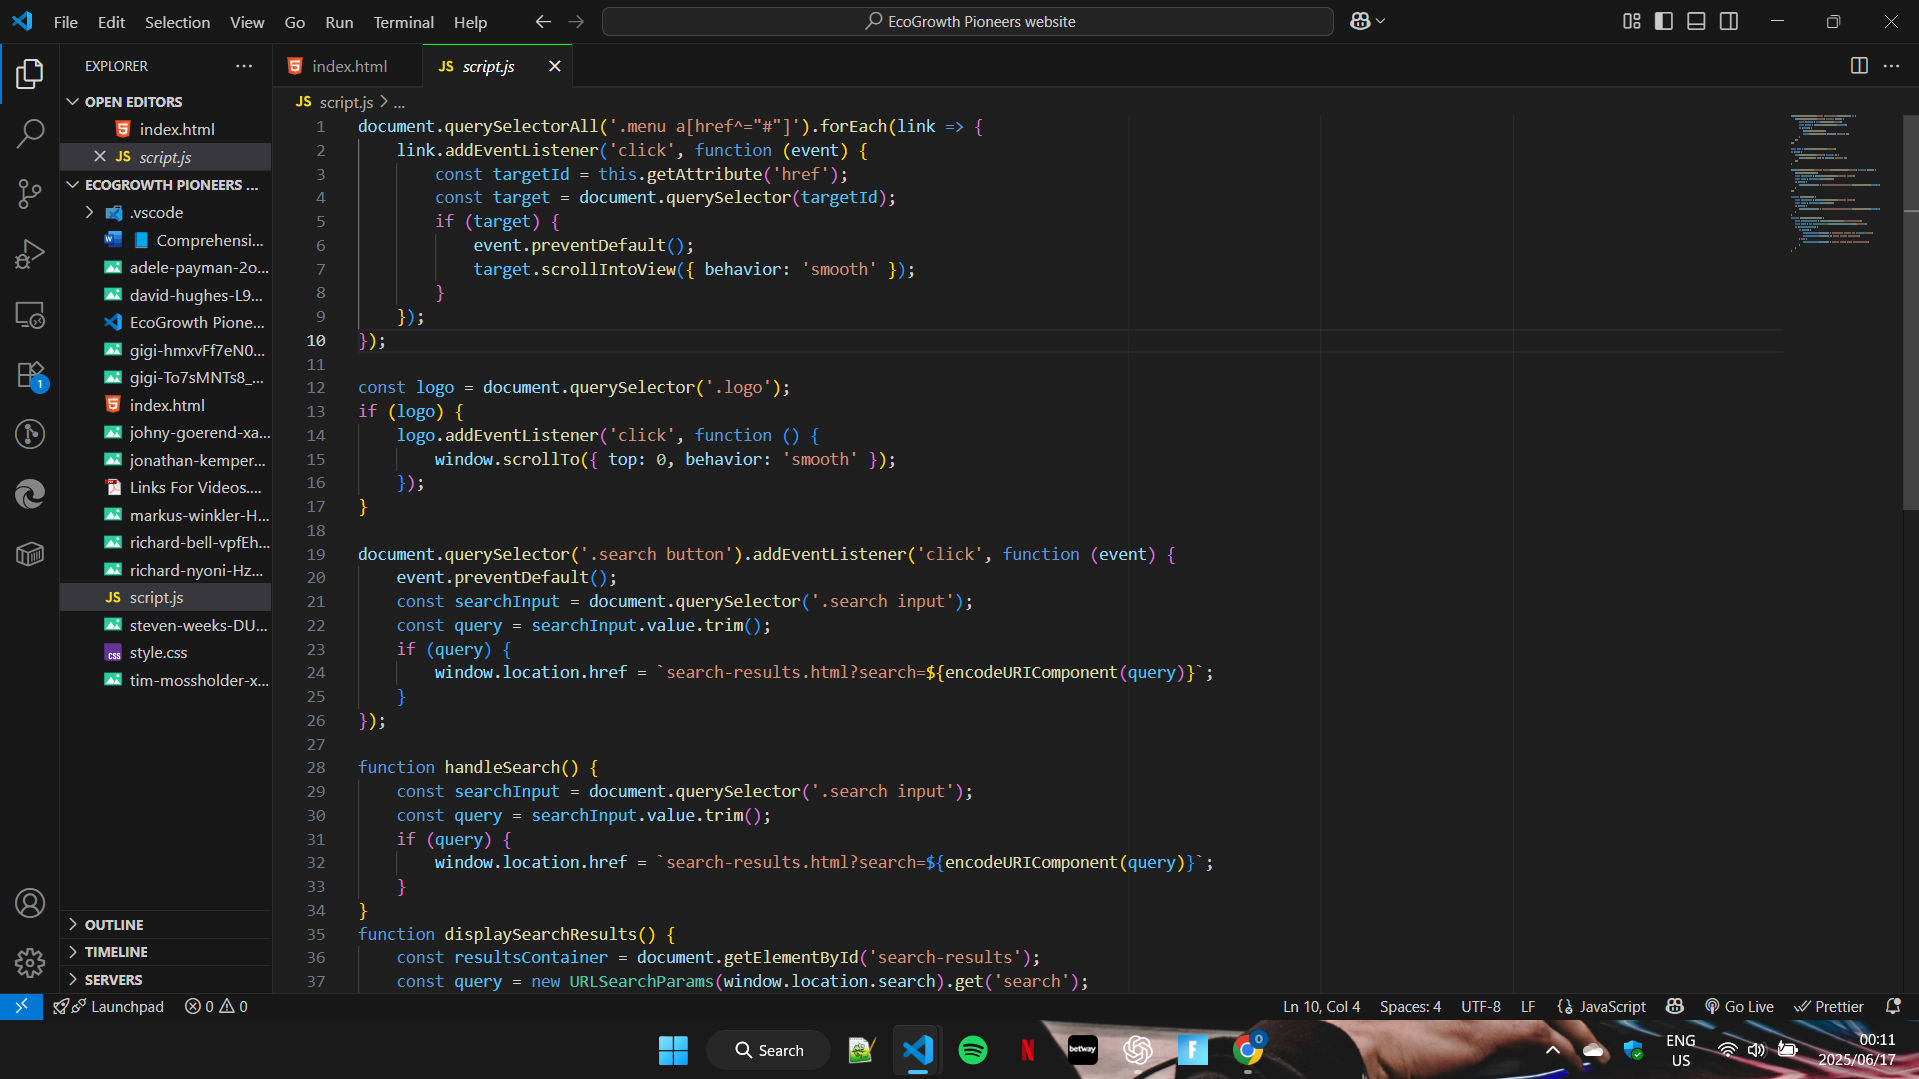 File Edit Selection View Go Run Terminal Help
EcoGrowth Pioneers website
EXPLORER
OPEN EDITORS
index.html
JS script.js
ECOGROWTH PIONEERS ...
.vscode
Comprehensi...
adele-payman-2o...
david-hughes-L9...
EcoGrowth Pione...
gigi-hmxvFf7eN0...
gigi-To7sMNTs8_...
index.html
johny-goerend-xa...
jonathan-kemper...
Links For Videos....
markus-winkler-H...
richard-bell-vpfEh...
richard-nyoni-Hz...
JS script.js
steven-weeks-DU...
style.css
tim-mossholder-x...
OUTLINE
TIMELINE
SERVERS
index.html
JS script.js
JS script.js > ...
1 document.querySelectorAll('.menu a[href^="#"]').forEach(link => {
2 link.addEventListener('click', function (event) {
3 const targetId = this.getAttribute('href');
4 const target = document.querySelector(targetId);
5 if (target) {
6 event.preventDefault();
7 target.scrollIntoView({ behavior: 'smooth' });
8 }
9 });
10 });
11
12 const logo = document.querySelector('.logo');
13 if (logo) {
14 logo.addEventListener('click', function () {
15 window.scrollTo({ top: 0, behavior: 'smooth' });
16 });
17 }
18
19 document.querySelector('.search button').addEventListener('click', function (event) {
20 event.preventDefault();
21 const searchInput = document.querySelector('.search input');
22 const query = searchInput.value.trim();
23 if (query) {
24 window.location.href = `search-results.html?search=${encodeURIComponent(query)}`;
25 }
26 });
27
28 function handleSearch() {
29 const searchInput = document.querySelector('.search input');
30 const query = searchInput.value.trim();
31 if (query) {
32 window.location.href = `search-results.html?search=${encodeURIComponent(query)}`;
33 }
34 }
35 function displaySearchResults() {
36 const resultsContainer = document.getElementById('search-results');
37 const query = new URLSearchParams(window.location.search).get('search');
1
Launchpad 0 0
Ln 10, Col 4 Spaces: 4 UTF-8 LF {} JavaScript Go Live Prettier
Search
N
betway
F
0
ENG
US
00:11
2025/06/17